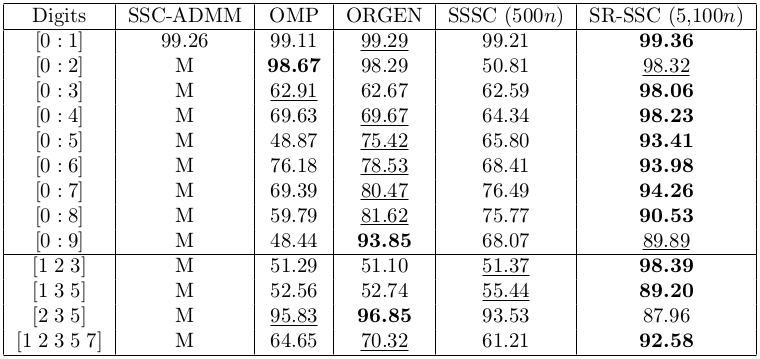 Digits SSC-ADMM OMP ORGEN SSSC (500n) SR-SSC (5,100n)
[0 : 1] 99.26 99.11 99.29 99.21 99.36
[0 : 2] M 98.67 98.29 50.81 98.32
[0 : 3] M 62.91 62.67 62.59 98.06
[0 : 4] M 69.63 69.67 64.34 98.23
[0 : 5] M 48.87 75.42 65.80 93.41
[0 : 6] M 76.18 78.53 68.41 93.98
[0 : 7] M 69.39 80.47 76.49 94.26
[0 : 8] M 59.79 81.62 75.77 90.53
[0 : 9] M 48.44 93.85 68.07 89.89
[1 2 3] M 51.29 51.10 51.37 98.39
[1 3 5] M 52.56 52.74 55.44 89.20
[2 3 5] M 95.83 96.85 93.53 87.96
[1 2 3 5 7] M 64.65 70.32 61.21 92.58